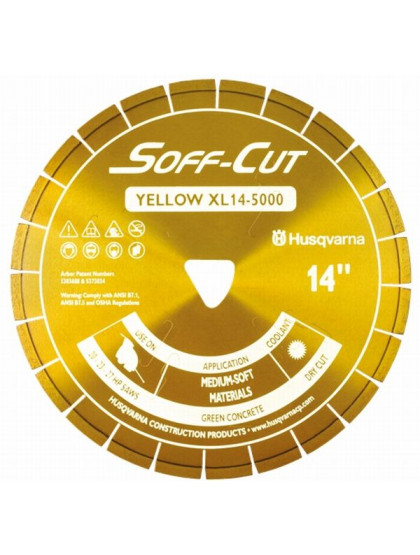 SOFF-CUT
YELLOW XL14-5000
Husqvarna
14"
Arbor Patent Numbers
Warning: Comply with ANSI B7.1,
ANSI B7.5 and OSHA Regulations
USE ON
HP SAWS
APPLICATION
MEDIUM-SOFT
MATERIALS
GREEN CONCRETE
COOLANT
DRY CUT
HUSQVARNA CONSTRUCTION PRODUCTS • www.husqvarnacp.com